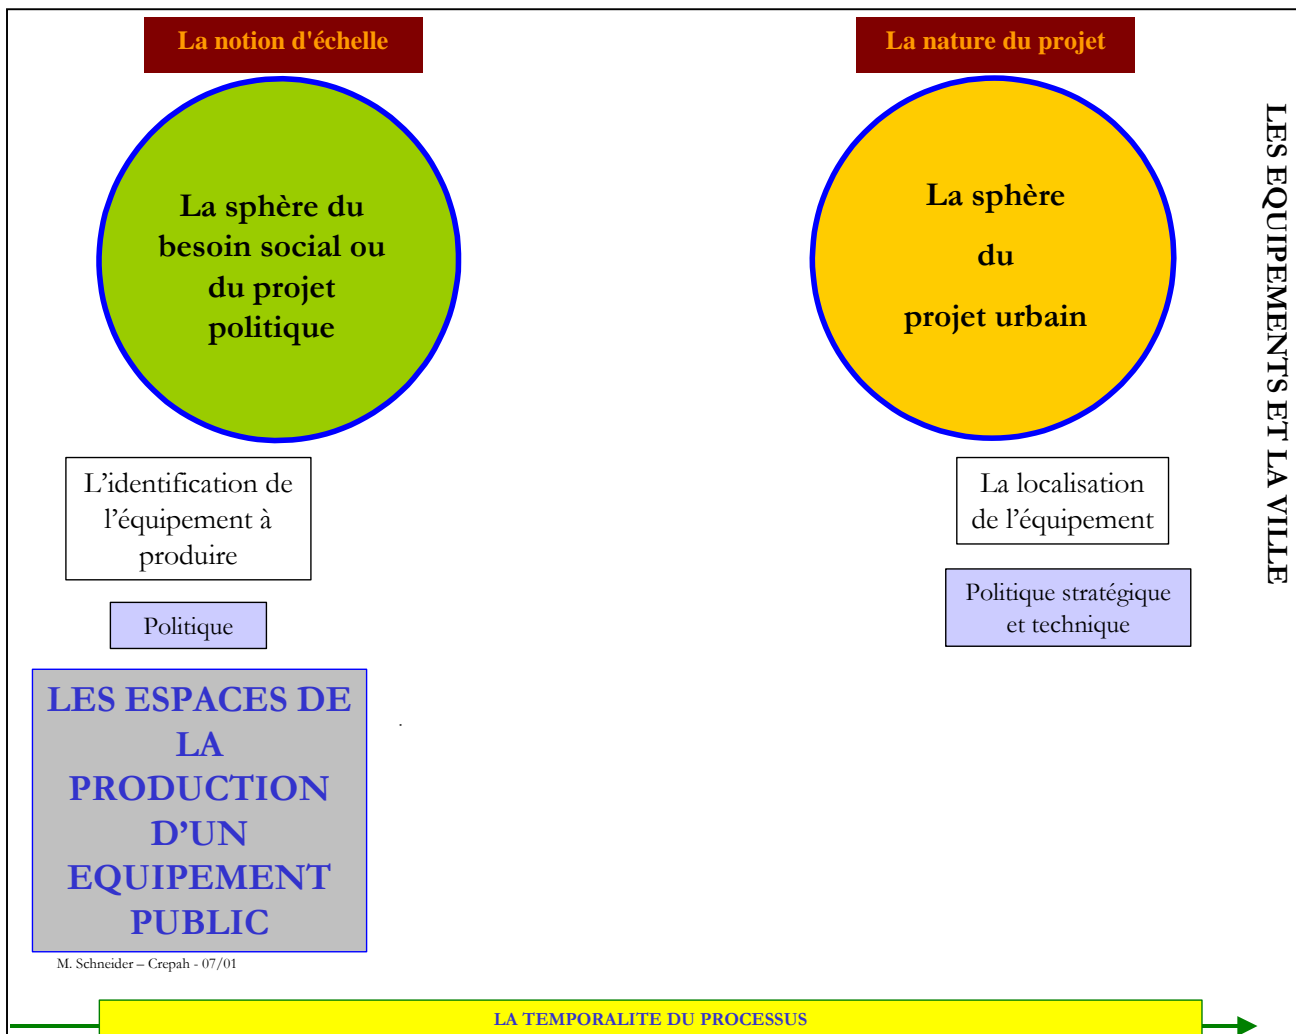 La notion d'échelle
La nature du projet
La sphère du
besoin social ou
du projet
politique
La sphère
du
projet urbain
LES EQUIPEMENTS ET LA VILLE
L’identification de
l’équipement à
produire
La localisation
de l’équipement
Politique
Politique stratégique
et technique
LES ESPACES DE
LA
PRODUCTION
D’UN
EQUIPEMENT
PUBLIC
.
M. Schneider – Crepah - 07/01
LA TEMPORALITE DU PROCESSUS